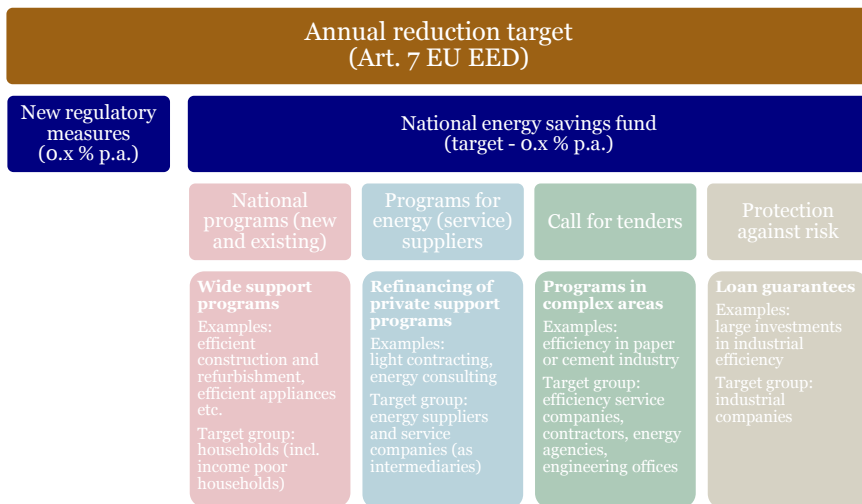 Annual reduction target
(Art. 7 EU EED)
New regulatory
measures
(0.x % p.a.)
National energy savings fund
(target - 0.x % p.a.)
National
programs (new
and existing)
Programs for
energy (service)
suppliers
Call for tenders
Protection
against risk
Wide support
programs
Examples:
efficient
construction and
refurbishment,
efficient appliances
etc.
Target group:
households (incl.
income poor
households)
Refinancing of
private support
programs
Examples:
light contracting,
energy consulting
Target group:
energy suppliers
and service
companies (as
intermediaries)
Programs in
complex areas
Examples:
efficiency in paper
or cement industry
Target group:
efficiency service
companies,
contractors, energy
agencies,
engineering offices
Loan guarantees
Examples:
large investments
in industrial
efficiency
Target group:
industrial
companies